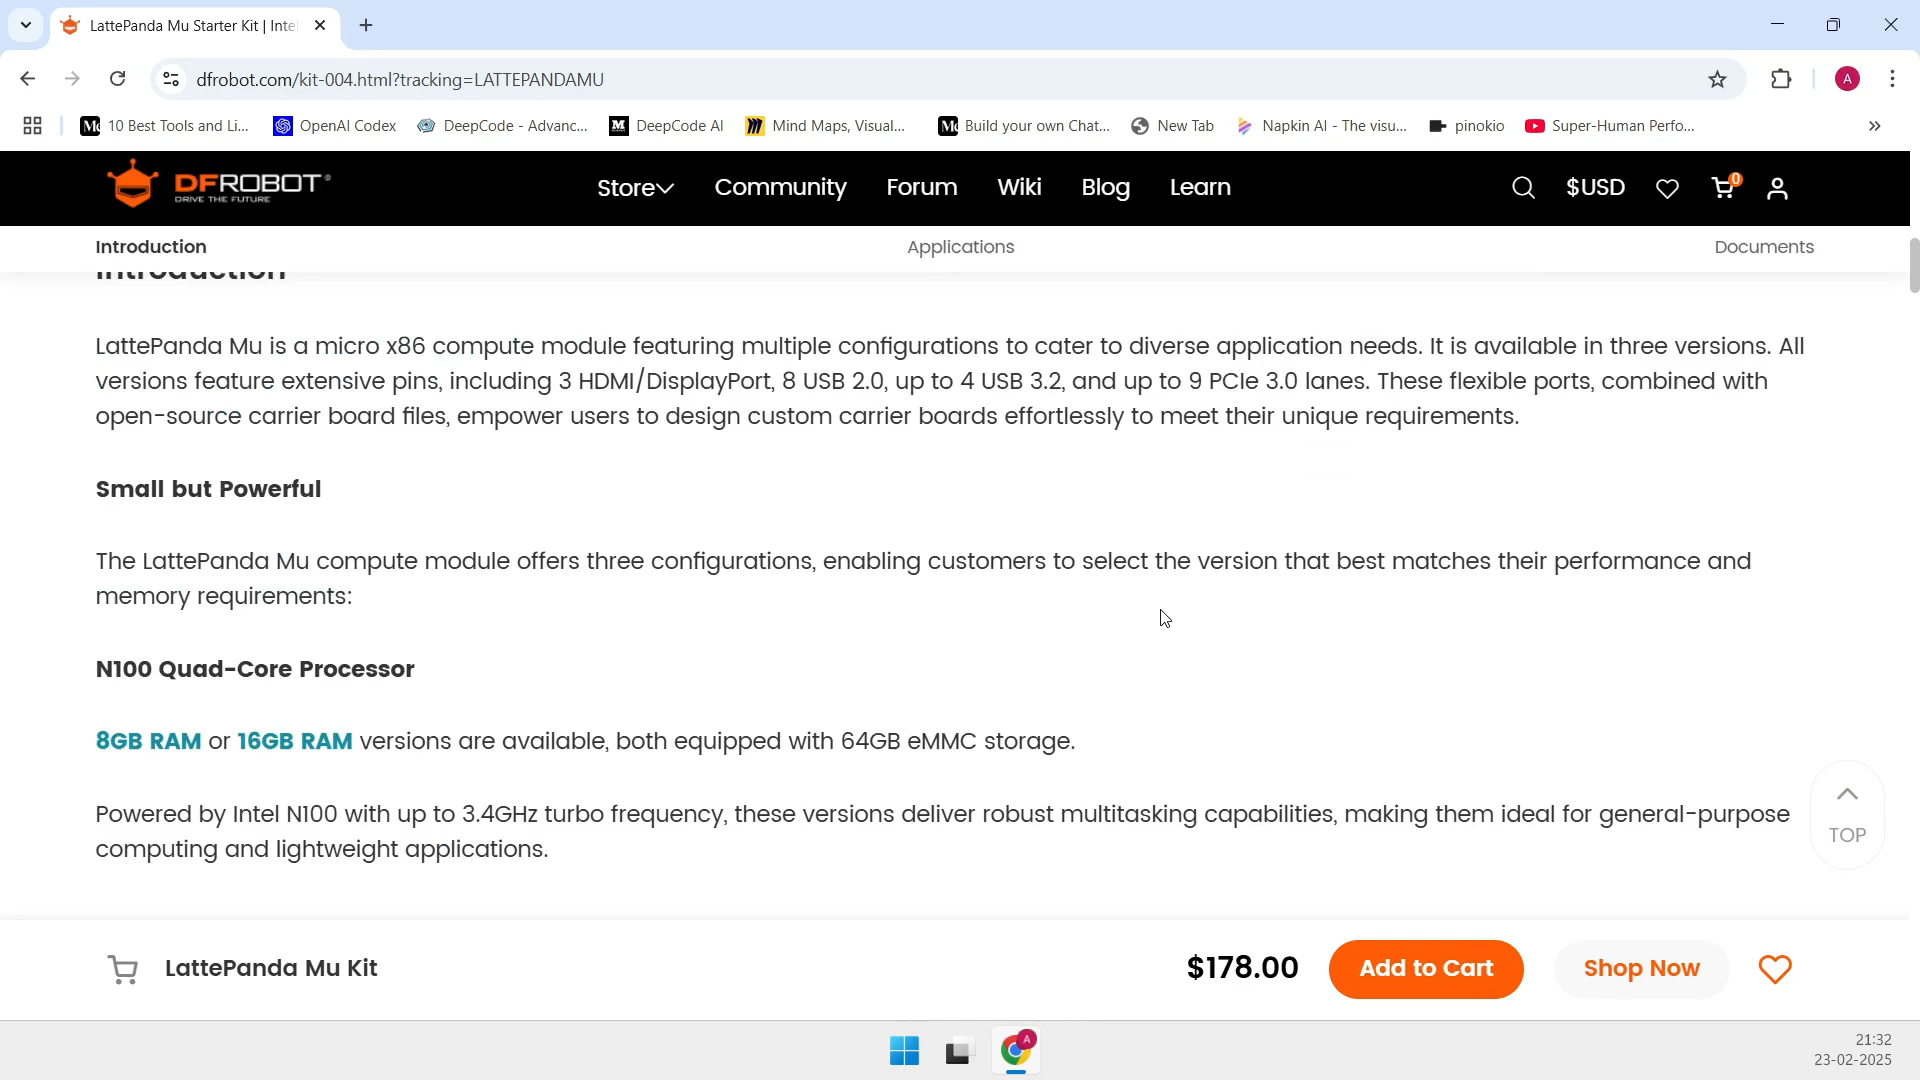 LattePanda Mu Starter Kit | Inte
dfrobot.com/kit-004.html?tracking=LATTEPANDAMU
A
10 Best Tools and Li...
OpenAI Codex
DeepCode - Advanc...
DeepCode AI
Mind Maps, Visual...
Build your own Chat...
New Tab
Napkin AI - The visu...
pinokio
Super-Human Perfo...
DFROBOT®
DRIVE THE FUTURE
Store
Community
Forum
Wiki
Blog
Learn
$USD
0
Introduction
Applications
Documents
Introduction
LattePanda Mu is a micro x86 compute module featuring multiple configurations to cater to diverse application needs. It is available in three versions. All
versions feature extensive pins, including 3 HDMI/DisplayPort, 8 USB 2.0, up to 4 USB 3.2, and up to 9 PCIe 3.0 lanes. These flexible ports, combined with
open-source carrier board files, empower users to design custom carrier boards effortlessly to meet their unique requirements.
Small but Powerful
The LattePanda Mu compute module offers three configurations, enabling customers to select the version that best matches their performance and
memory requirements:
N100 Quad-Core Processor
8GB RAM or 16GB RAM versions are available, both equipped with 64GB eMMC storage.
Powered by Intel N100 with up to 3.4GHz turbo frequency, these versions deliver robust multitasking capabilities, making them ideal for general-purpose
computing and lightweight applications.
TOP
LattePanda Mu Kit
$178.00
Add to Cart
Shop Now
A
21:32
23-02-2025